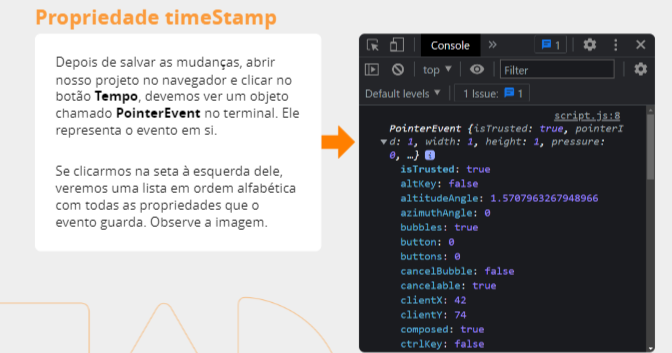 Propriedade timeStamp
Depois de salvar as mudanças, abrir
nosso projeto no navegador e clicar no
botão Tempo, devemos ver um objeto
chamado PointerEvent no terminal. Ele
representa o evento em si.
Se clicarmos na seta à esquerda dele,
veremos uma lista em ordem alfabética
com todas as propriedades que o
evento guarda. Observe a imagem.
Console » 1
top ▼ Filter
Default levels ▼ 1 Issue: 1
script.js:8
PointerEvent {isTrusted: true, pointerI
d: 1, width: 1, height: 1, pressure:
0, …} i
isTrusted: true
altKey: false
altitudeAngle: 1.5707963267948966
azimuthAngle: 0
bubbles: true
button: 0
buttons: 0
cancelBubble: false
cancelable: true
clientX: 42
clientY: 74
composed: true
ctrlKey: false